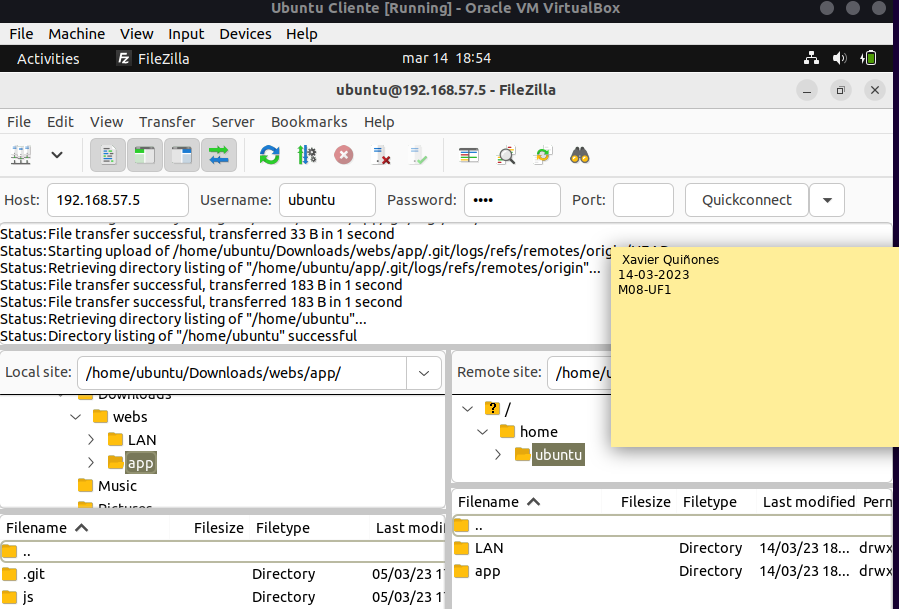 Ubuntu Cliente [Running] - Oracle VM VirtualBox
File Machine View Input Devices Help
Activities FileZilla mar 14 18:54
ubuntu@192.168.57.5 - FileZilla
File Edit View Transfer Server Bookmarks Help
Host: 192.168.57.5 Username: ubuntu Password: •••• Port: Quickconnect
Status:File transfer successful, transferred 33 B in 1 second
Status:Starting upload of /home/ubuntu/Downloads/webs/app/.git/logs/refs/remotes/origin/HEAD
Status:Retrieving directory listing of "/home/ubuntu/app/.git/logs/refs/remotes/origin"...
Status:File transfer successful, transferred 183 B in 1 second
Status:File transfer successful, transferred 183 B in 1 second
Status:Retrieving directory listing of "/home/ubuntu"...
Status:Directory listing of "/home/ubuntu" successful
Xavier Quiñones
14-03-2023
M08-UF1
Local site: /home/ubuntu/Downloads/webs/app/
Downloads
webs
LAN
app
Music
Pictures
Filename Filesize Filetype Last modif
..
.git Directory 05/03/23 1
js Directory 05/03/23 1
Remote site: /home/u
/
home
ubuntu
Filename Filesize Filetype Last modified Perm
..
LAN Directory 14/03/23 18... drwx
app Directory 14/03/23 18... drwx